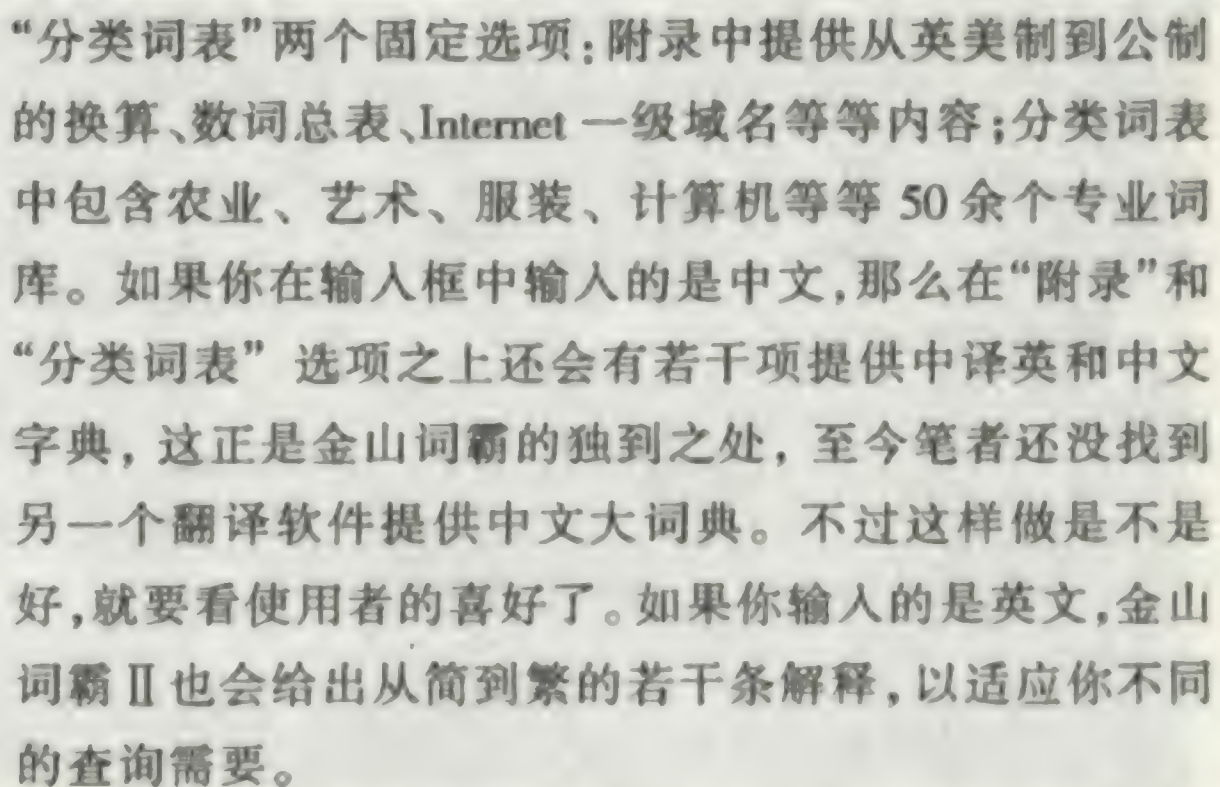 “分类词表”两个固定选项;附录中提供从英美制到公制
的换算、数词总表、Internet 一级域名等等内容;分类词表
中包含农业、艺术、服装、计算机等等 50 余个专业词
库。如果你在输入框中输入的是中文,那么在“附录”和
“分类词表” 选项之上还会有若干项提供中译英和中文
字典，这正是金山词霸的独到之处，至今笔者还没找到
另一个翻译软件提供中文大词典。不过这样做是不是
好,就要看使用者的喜好了。如果你输入的是英文,金山
词霸Ⅱ也会给出从简到繁的若干条解释,以适应你不同
的查询需要。